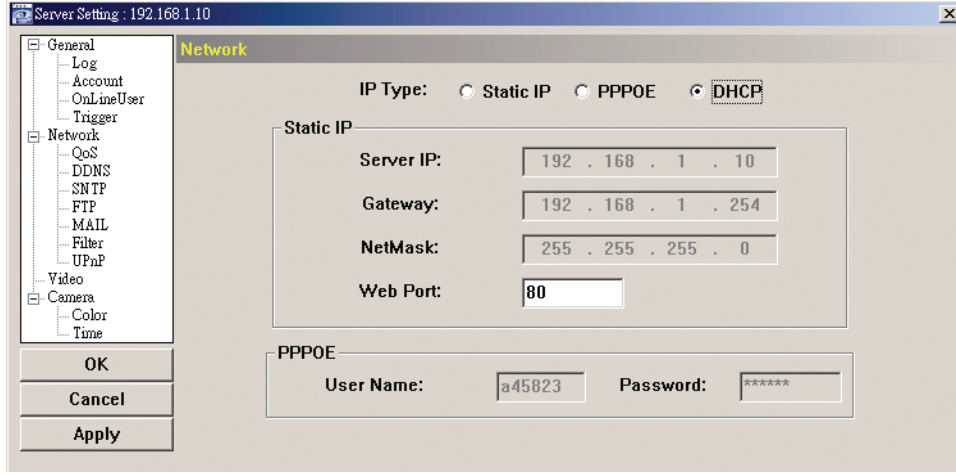 Server Setting : 192.168.1.10
General
Log
Account
OnLineUser
Trigger
Network
QoS
DDNS
SNTP
FTP
MAIL
Filter
UPnP
Video
Camera
Color
Time
OK
Cancel
Apply
Network
IP Type: Static IP PPPOE DHCP
Static IP
Server IP: 192 . 168 . 1 . 10
Gateway: 192 . 168 . 1 . 254
NetMask: 255 . 255 . 255 . 0
Web Port: 80
PPPOE
User Name: a45823 Password: ******